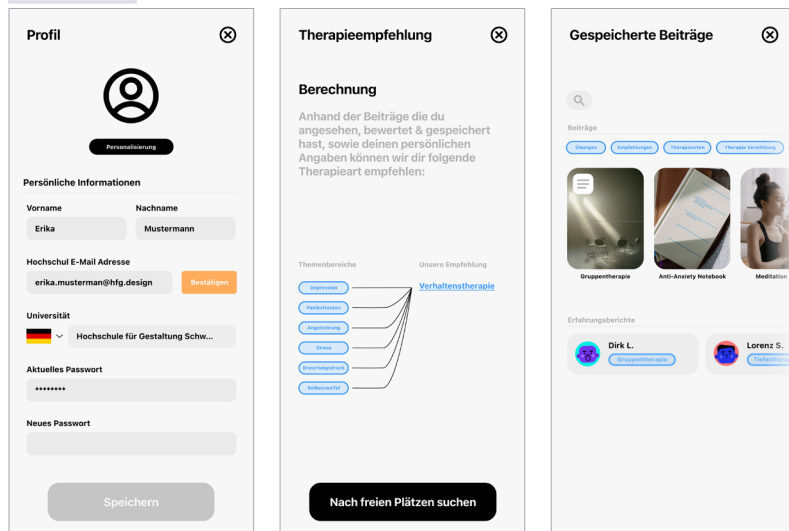 Profil
Personalisierung
Persönliche Informationen
Vorname
Nachname
Erika
Mustermann
Hochschul E-Mail Adresse
erika.musterman@hfg.design
Bestätigen
Universität
Hochschule für Gestaltung Schw...
Aktuelles Passwort
••••••••
Neues Passwort
Speichern
Therapieempfehlung
Berechnung
Anhand der Beiträge die du
angesehen, bewertet & gespeichert
hast, sowie deinen persönlichen
Angaben können wir dir folgende
Therapieart empfehlen:
Themenbereiche
Unsere Empfehlung
Depression
Verhaltenstherapie
Panikattacken
Angststörung
Stress
Erwartungsdruck
Selbstzweifel
Nach freien Plätzen suchen
Gespeicherte Beiträge
Beiträge
Übungen
Empfehlungen
Therapiearten
Therapie Vermittlung
Gruppentherapie
Anti-Anxiety Notebook
Meditation
Erfahrungsberichte
Dirk L.
Gruppentherapie
Lorenz S.